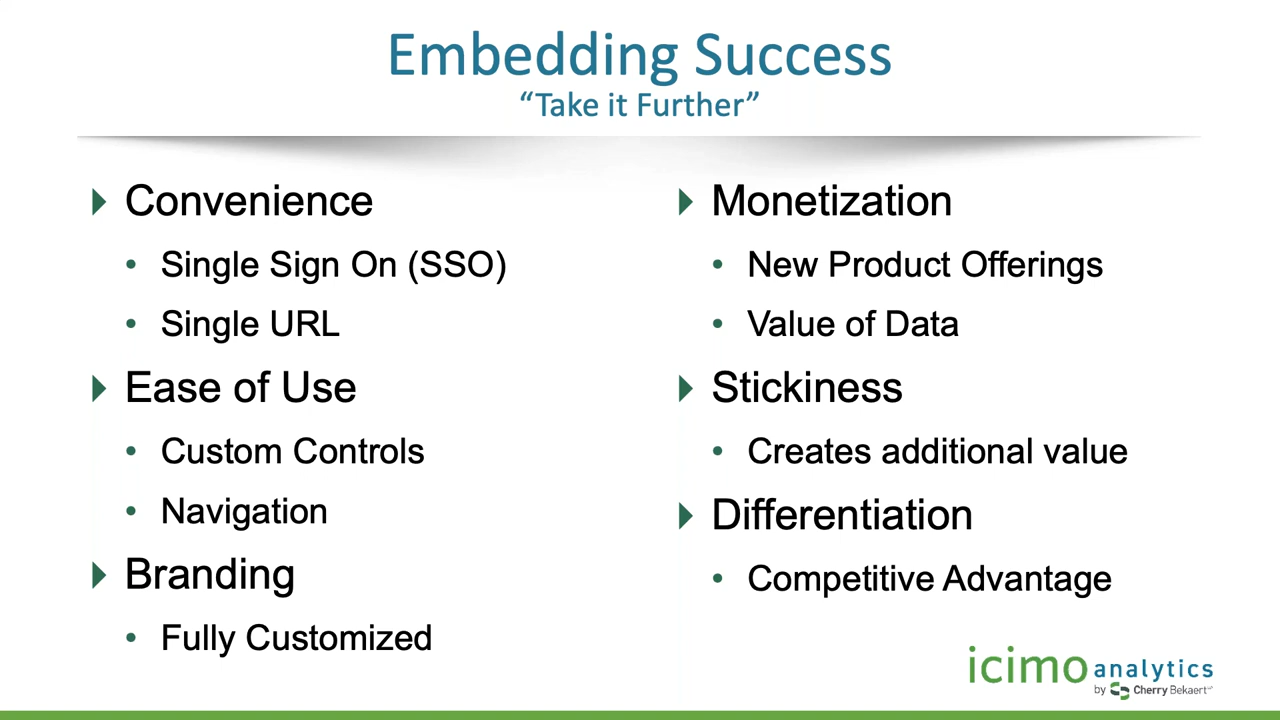 Embedding Success
“Take it Further”
Convenience
• Single Sign On (SSO)
• Single URL
Ease of Use
• Custom Controls
• Navigation
Branding
• Fully Customized
Monetization
• New Product Offerings
• Value of Data
Stickiness
• Creates additional value
Differentiation
• Competitive Advantage
icimo analytics
by Cherry Bekaert